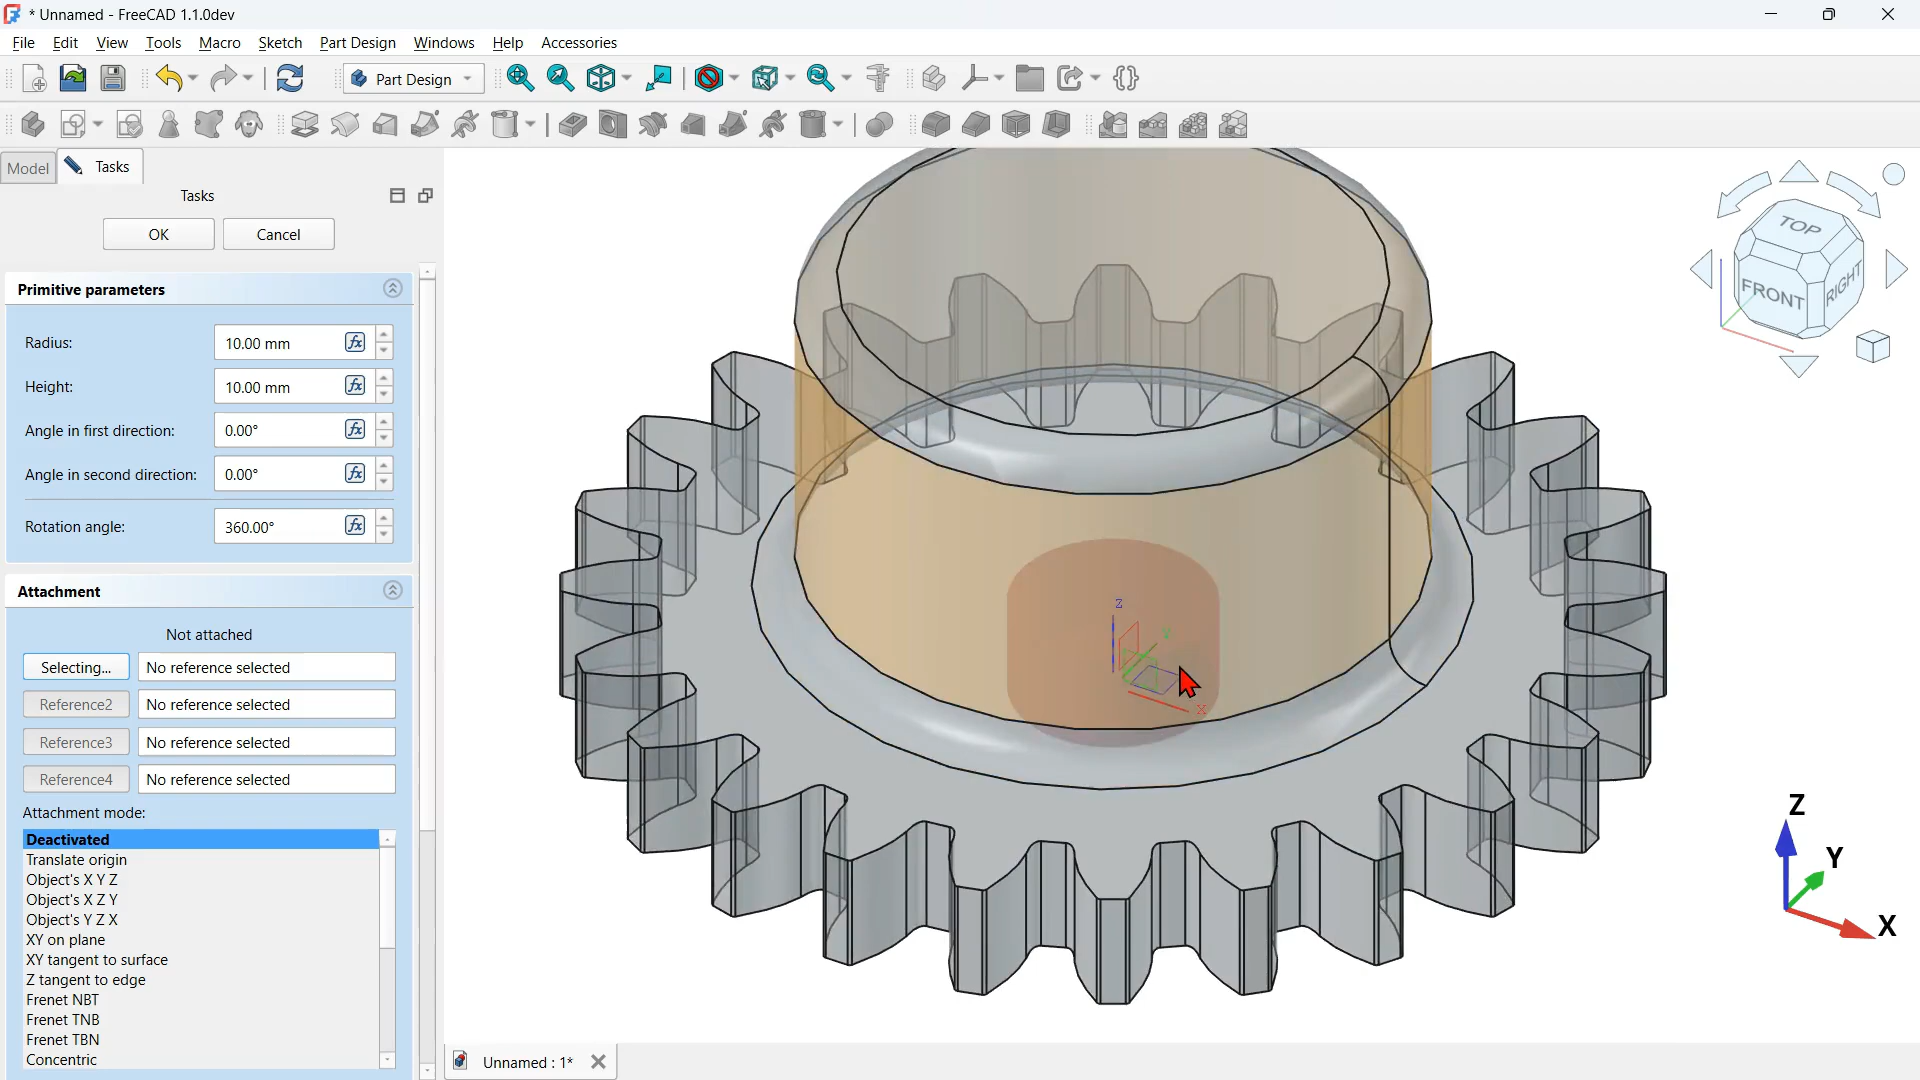 * Unnamed - FreeCAD 1.1.0dev
File Edit View Tools Macro Sketch Part Design Windows Help Accessories
Part Design
Model Tasks
Tasks
OK Cancel
Primitive parameters
Radius: 10.00 mm
Height: 10.00 mm
Angle in first direction: 0.00°
Angle in second direction: 0.00°
Rotation angle: 360.00°
Attachment
Not attached
Selecting... No reference selected
Reference2 No reference selected
Reference3 No reference selected
Reference4 No reference selected
Attachment mode:
Deactivated
Translate origin
Object's X Y Z
Object's X Z Y
Object's Y Z X
XY on plane
XY tangent to surface
Z tangent to edge
Frenet NBT
Frenet TNB
Frenet TBN
Concentric
Z
Y
X
TOP
FRONT
RIGHT
Z
Y
X
Unnamed : 1*